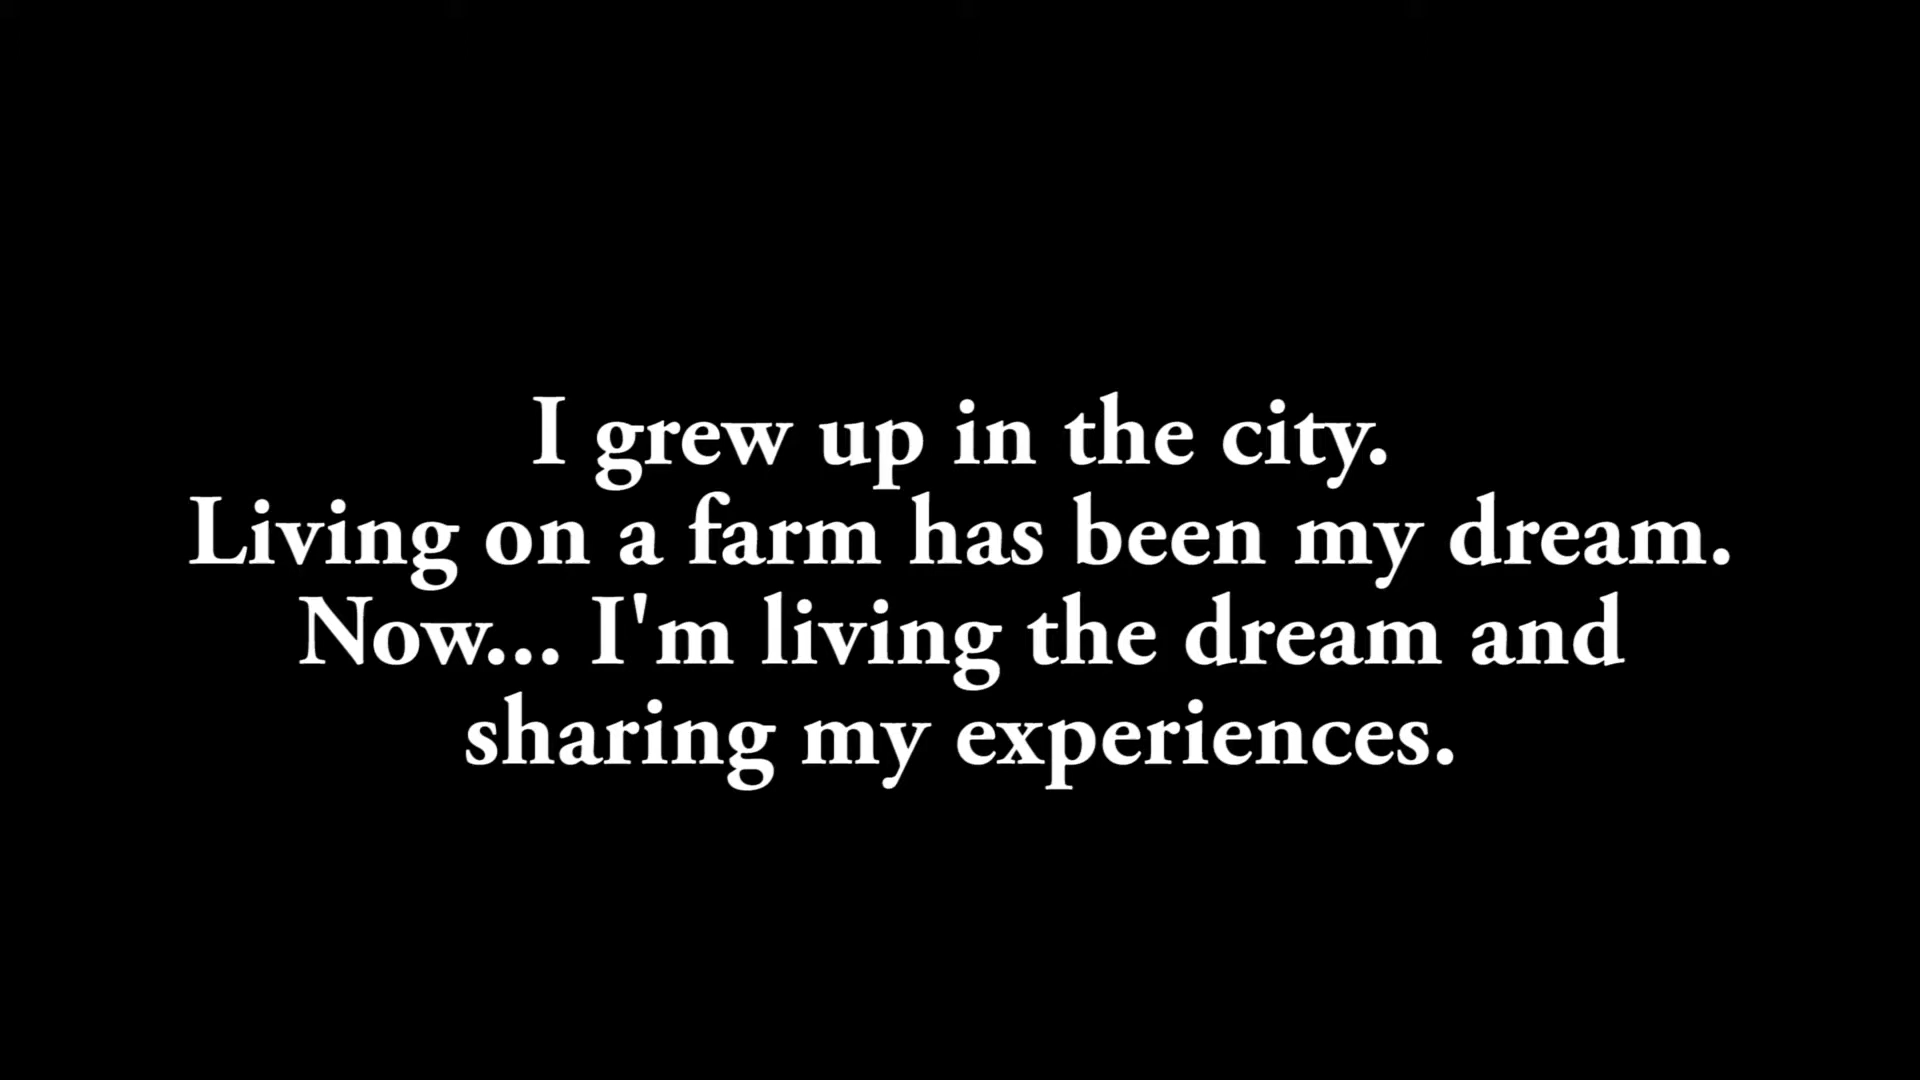 I grew up in the city.
Living on a farm has been my dream.
Now... I'm living the dream and
sharing my experiences.